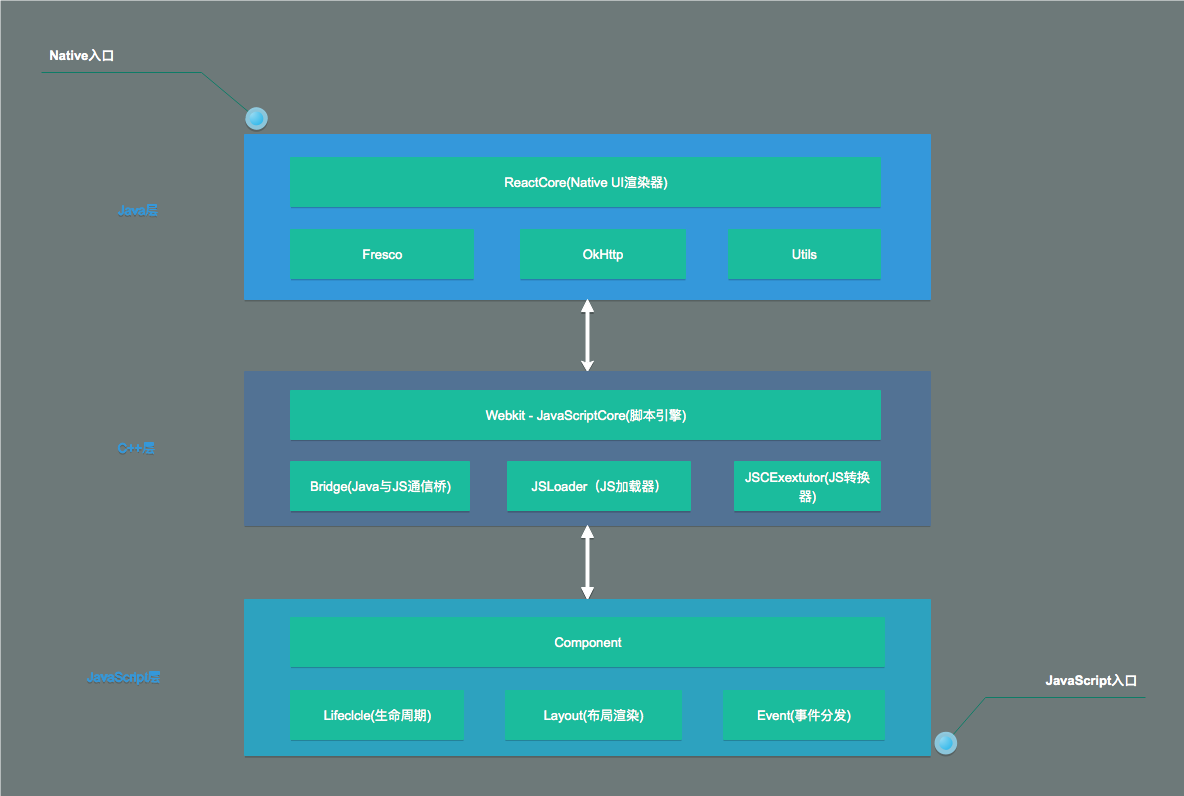 Native入口
ReactCore(Native UI渲染器)
Java层
Fresco
OkHttp
Utils
Webkit - JavaScriptCore(脚本引擎)
C++层
Bridge(Java与JS通信桥)
JSLoader（JS加载器）
JSCExextutor(JS转换
器)
Component
JavaScript层
JavaScript入口
Lifeclcle(生命周期)
Layout(布局渲染)
Event(事件分发)